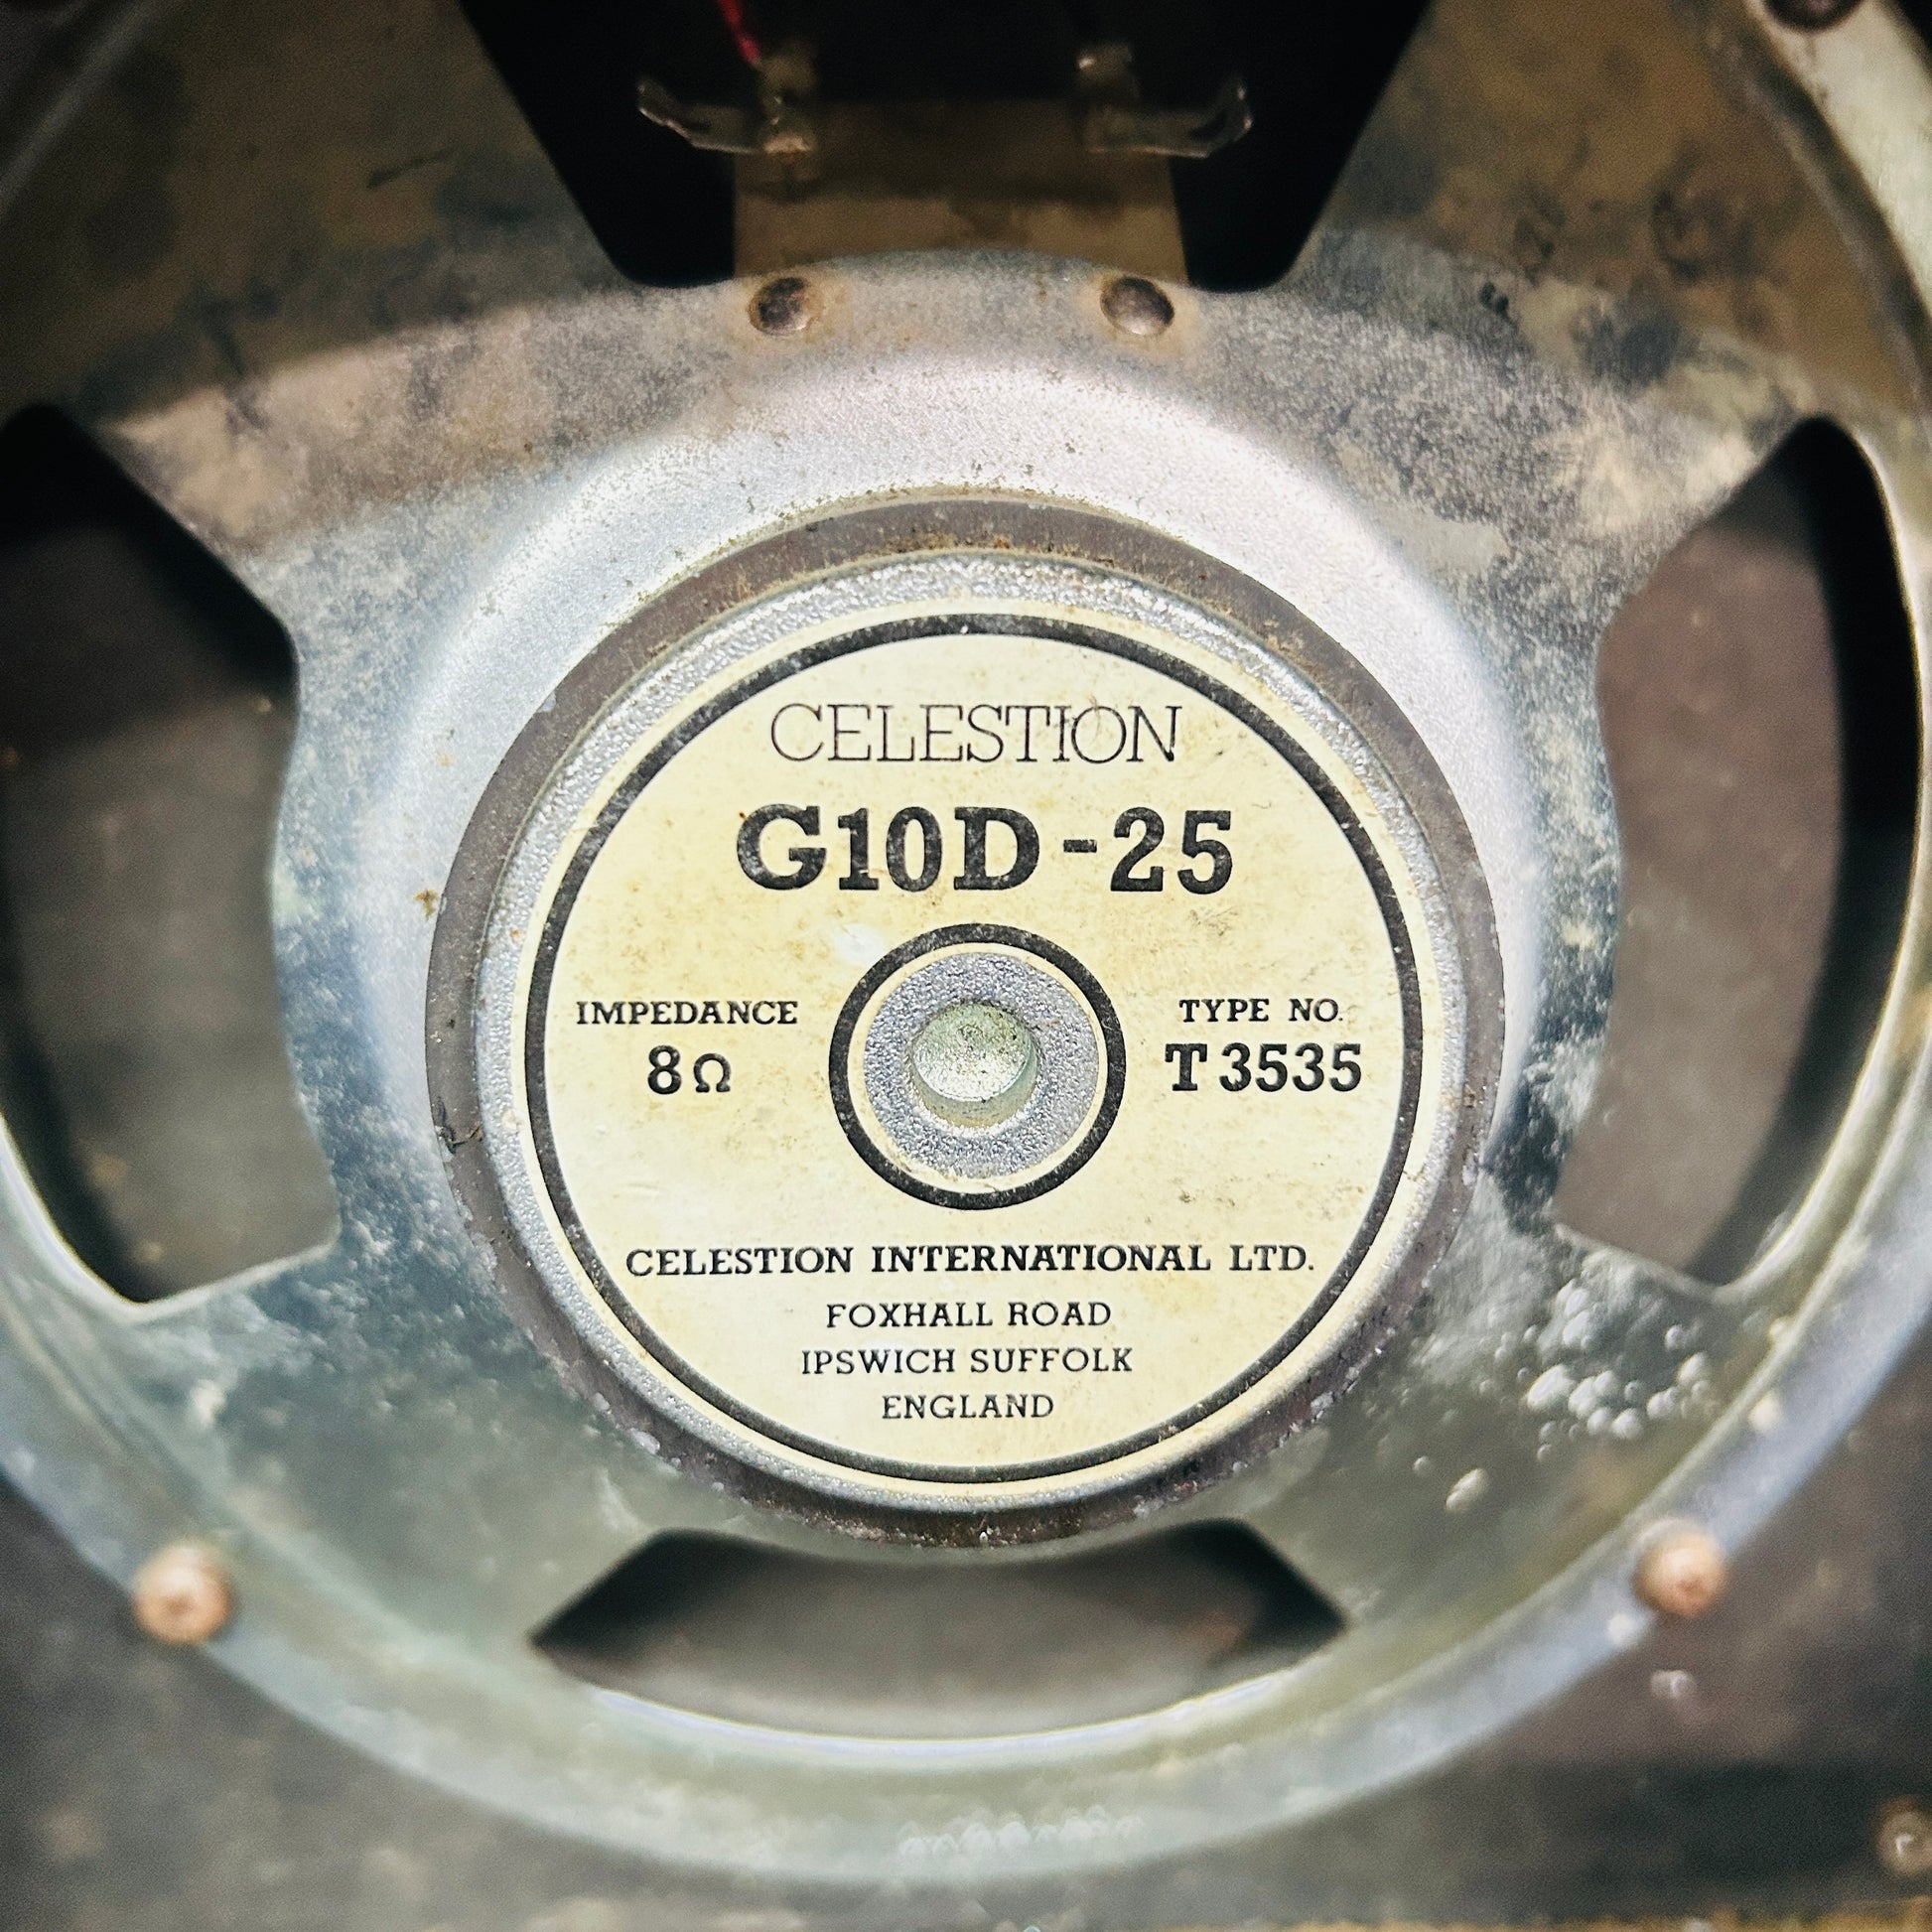 CELESTION
G10D-25
IMPEDANCE
8Ω
TYPE NO.
T3535
CELESTION INTERNATIONAL LTD.
FOXHALL ROAD
IPSWICH SUFFOLK
ENGLAND